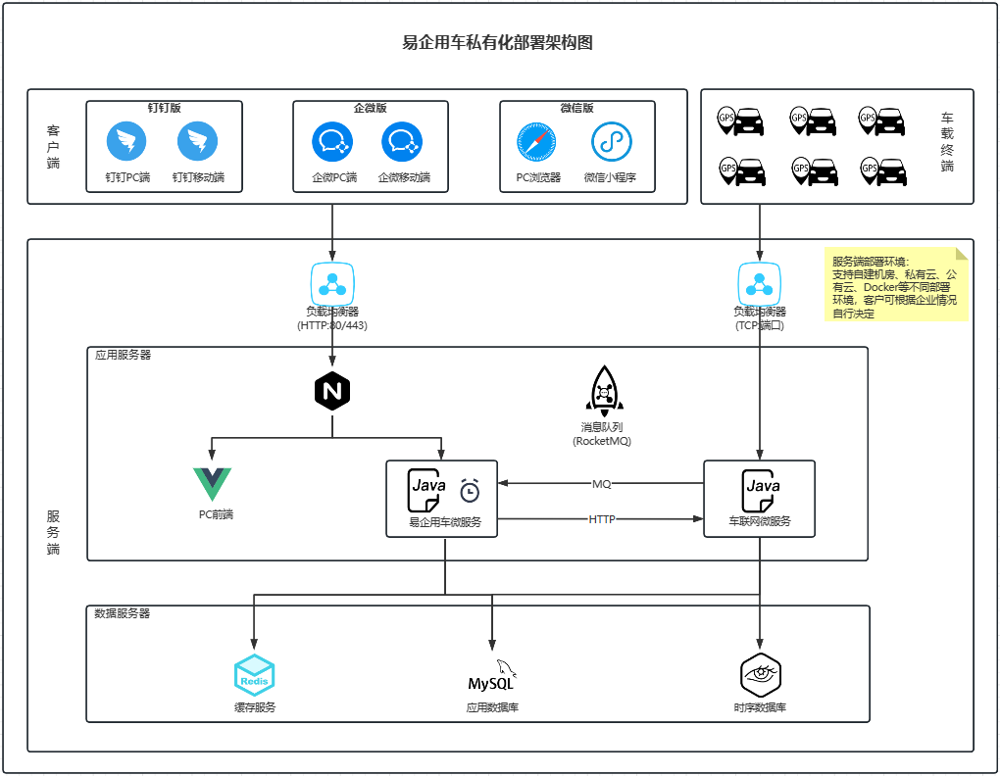 易企用车私有化部署架构图
客户端
钉钉版
钉钉PC端
钉钉移动端
企微版
企微PC端
企微移动端
微信版
PC浏览器
微信小程序
GPS
GPS
GPS
GPS
GPS
GPS
车载终端
服务端
负载均衡器
(HTTP:80/443)
负载均衡器
(TCP:端口)
服务端部署环境：
支持自建机房、私有云、公
有云、Docker等不同部署
环境，客户可根据企业情况
自行决定
应用服务器
N
消息队列
(RocketMQ)
PC前端
Java
易企用车微服务
MQ
HTTP
Java
车联网微服务
数据服务器
Redis
缓存服务
MySQL
应用数据库
时序数据库